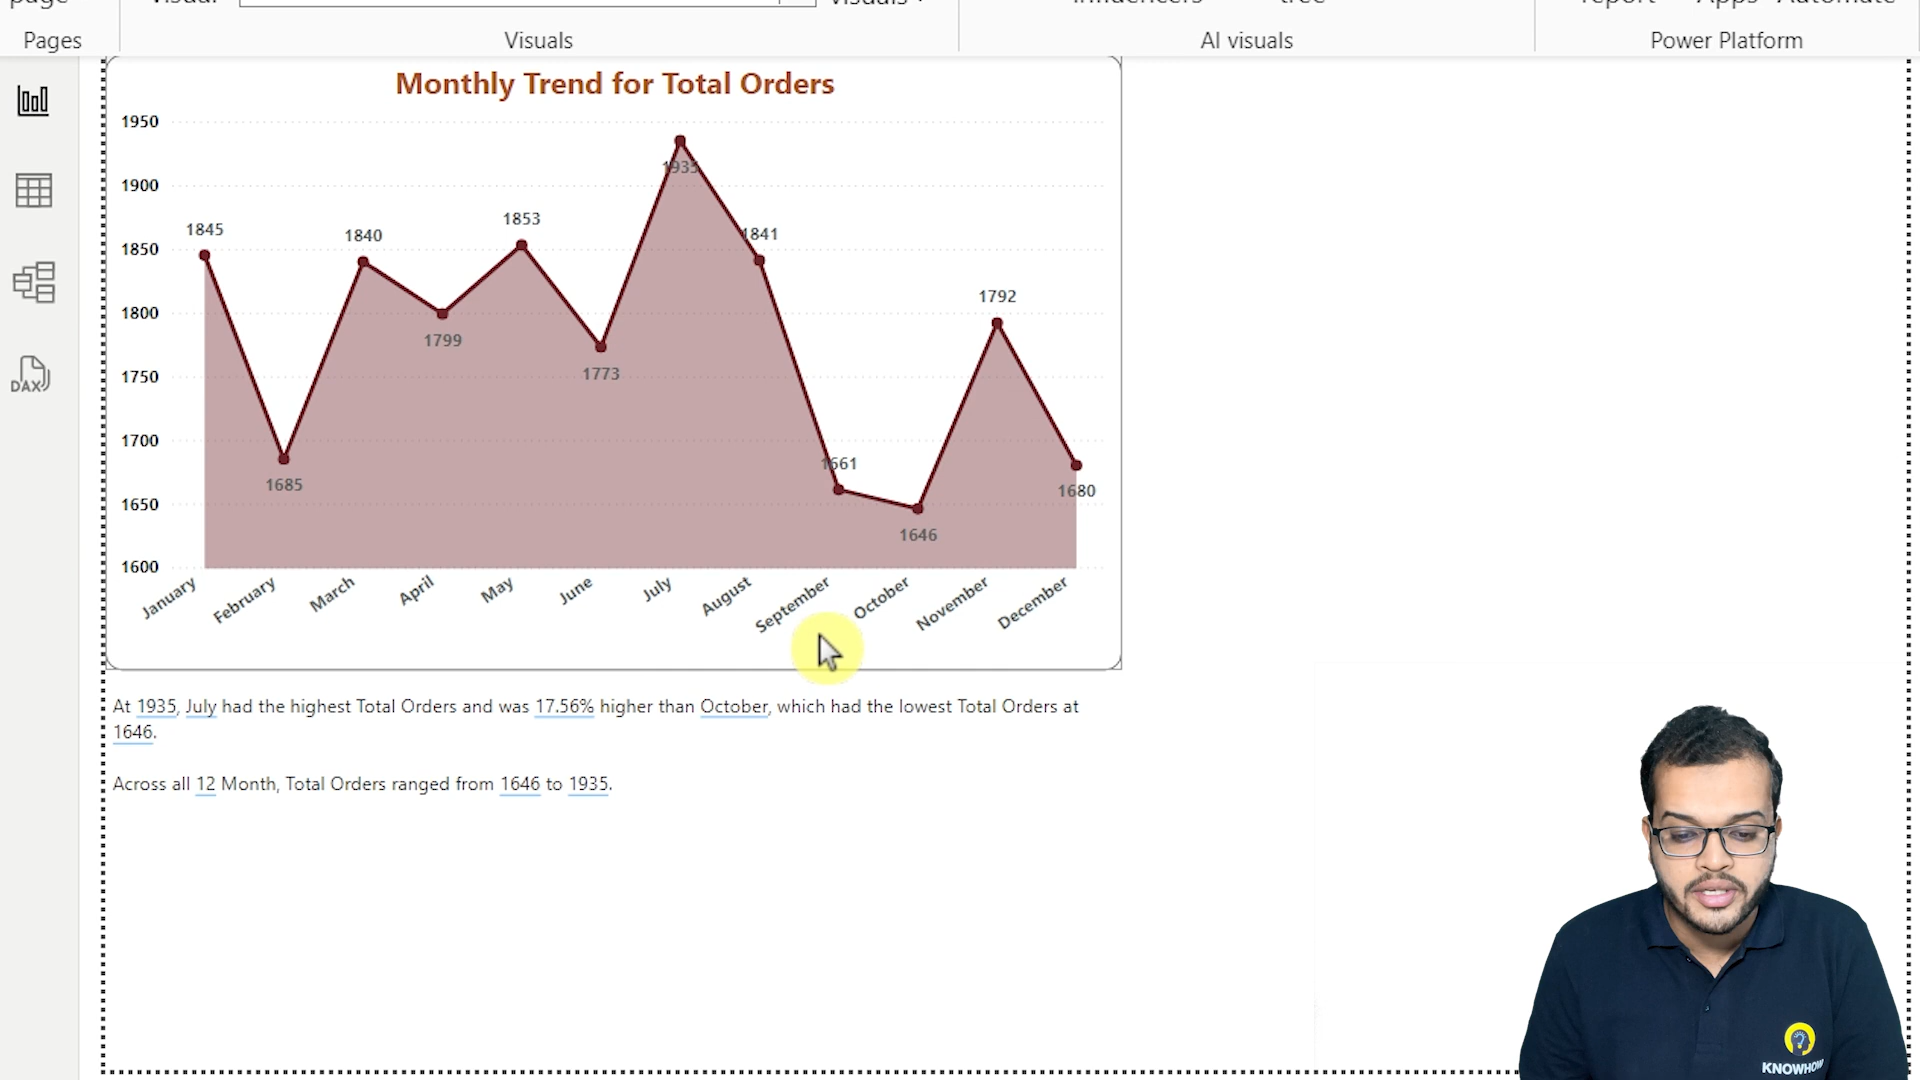 Pages
Visuals
AI visuals
Power Platform
Monthly Trend for Total Orders
1950
1900
1850
1800
1750
1700
1650
1600
1845
1685
1840
1799
1853
1773
1935
1841
1661
1646
1792
1680
January
February
March
April
May
June
July
August
September
October
November
December
DAX
At 1935, July had the highest Total Orders and was 17.56% higher than October, which had the lowest Total Orders at
1646.
Across all 12 Month, Total Orders ranged from 1646 to 1935.
KNOWHOW